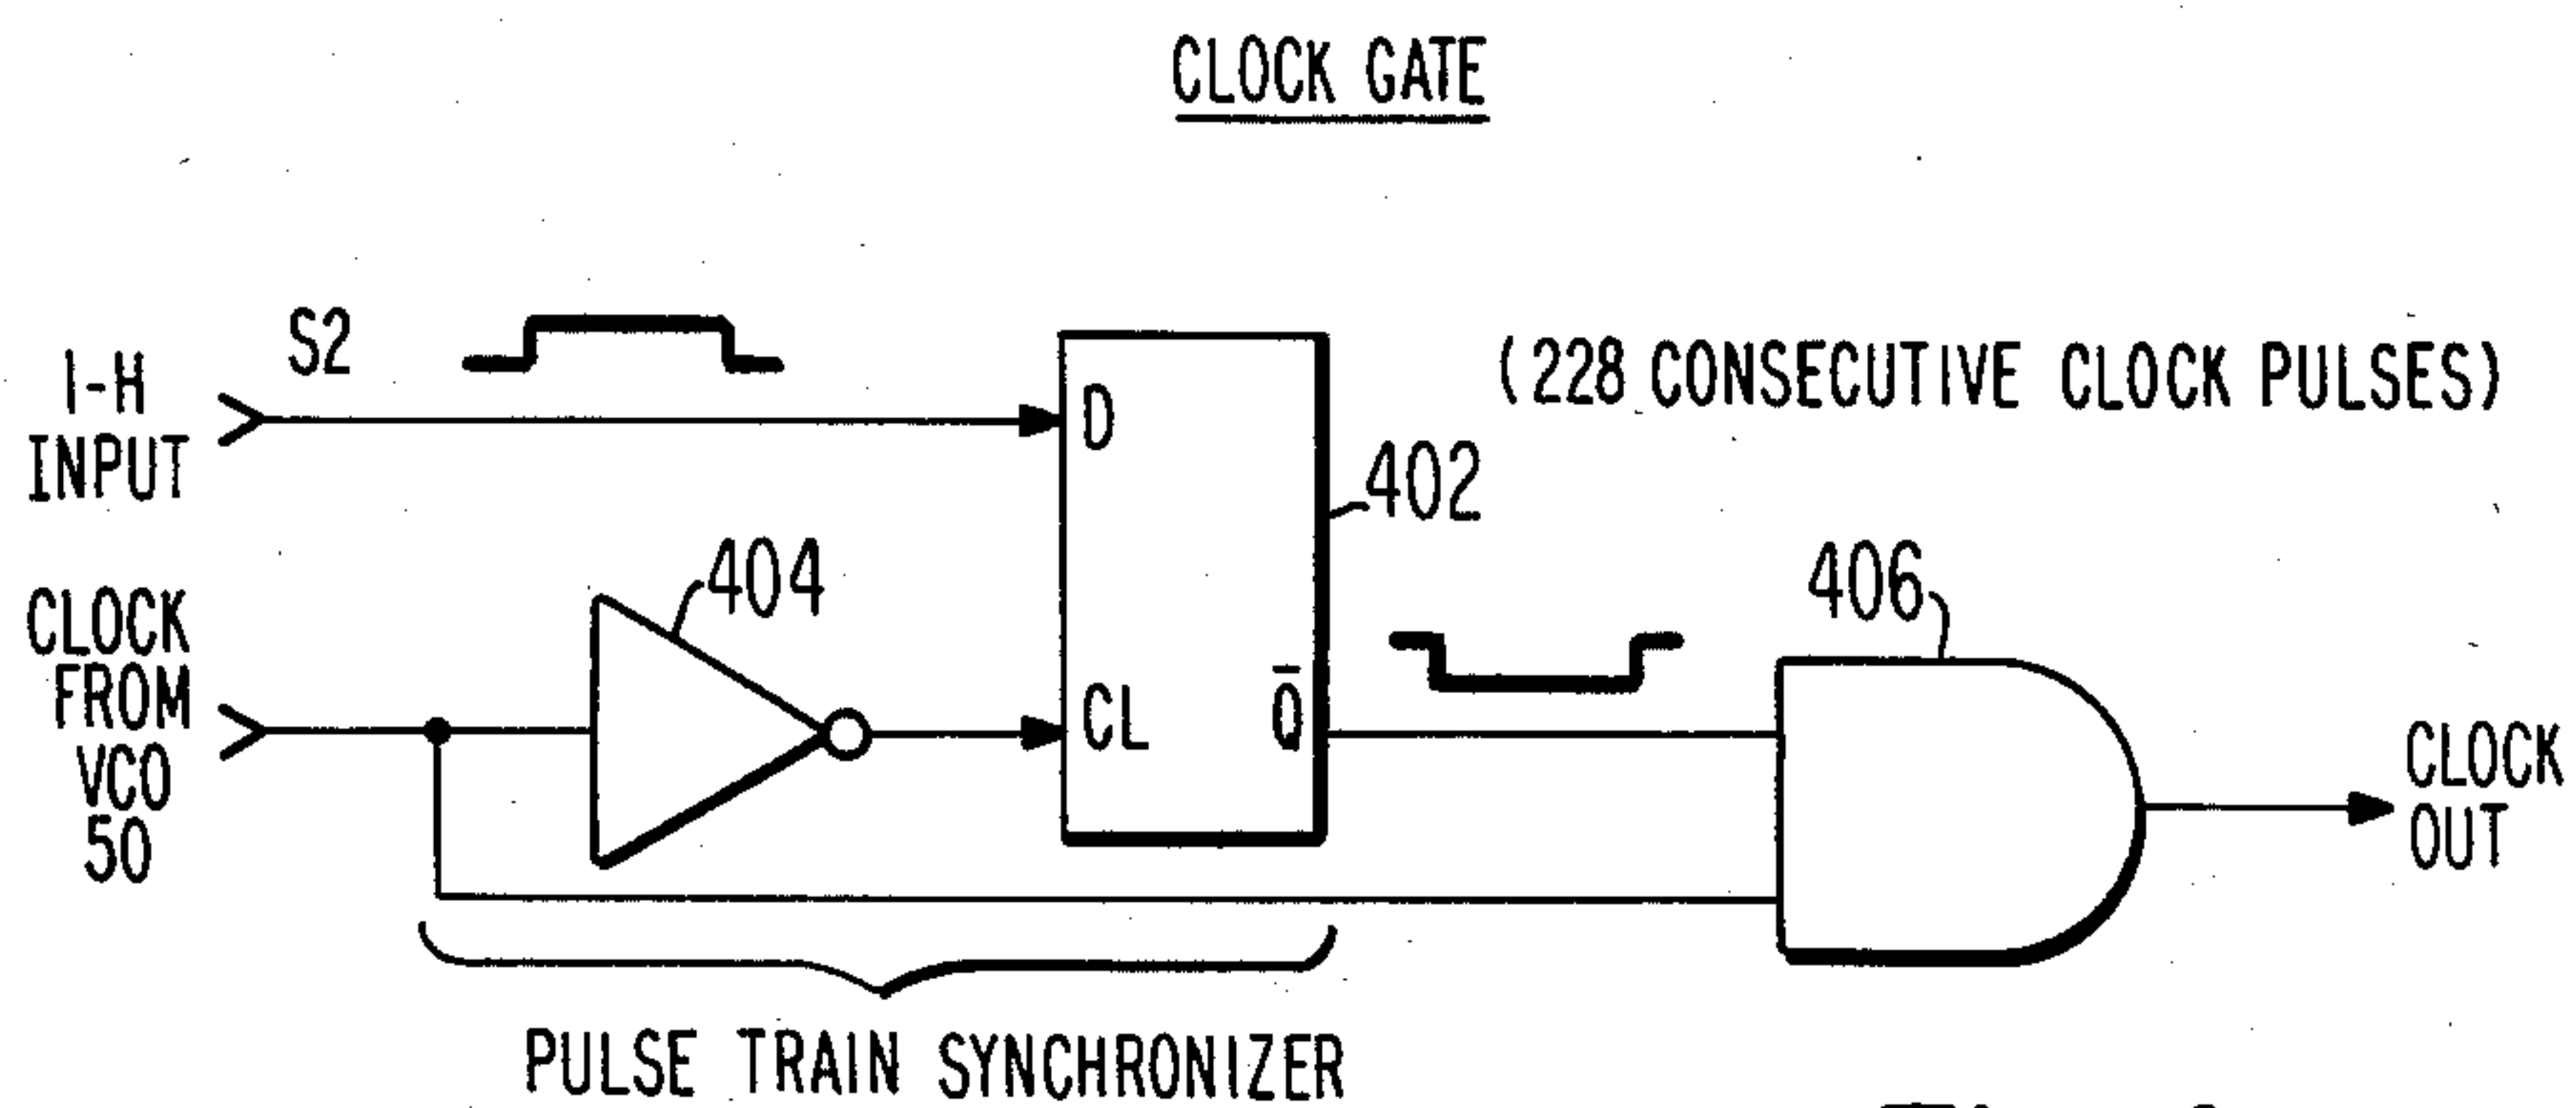 CLOCK GATE
S2
1-H
INPUT
D
(228 CONSECUTIVE CLOCK PULSES)
402
404
406
CLOCK
FROM
VCO
50
CL
Q̅
CLOCK
OUT
PULSE TRAIN SYNCHRONIZER